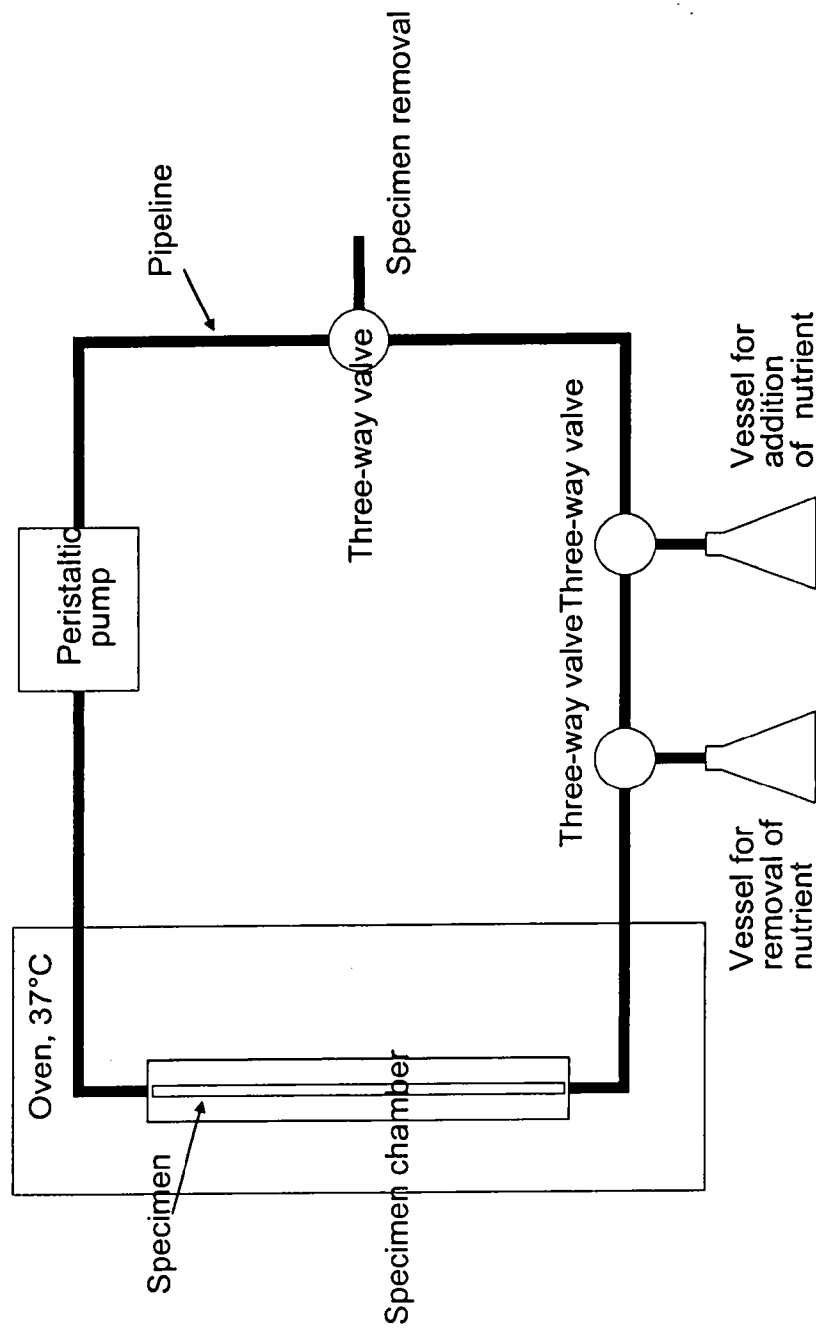 Oven, 37°C
Specimen
Specimen chamber
Peristaltic
pump
Pipeline
Three-way valve
Specimen removal
Three-way valve
Three-way valve
Vessel for
removal of
nutrient
Vessel for
addition
of nutrient